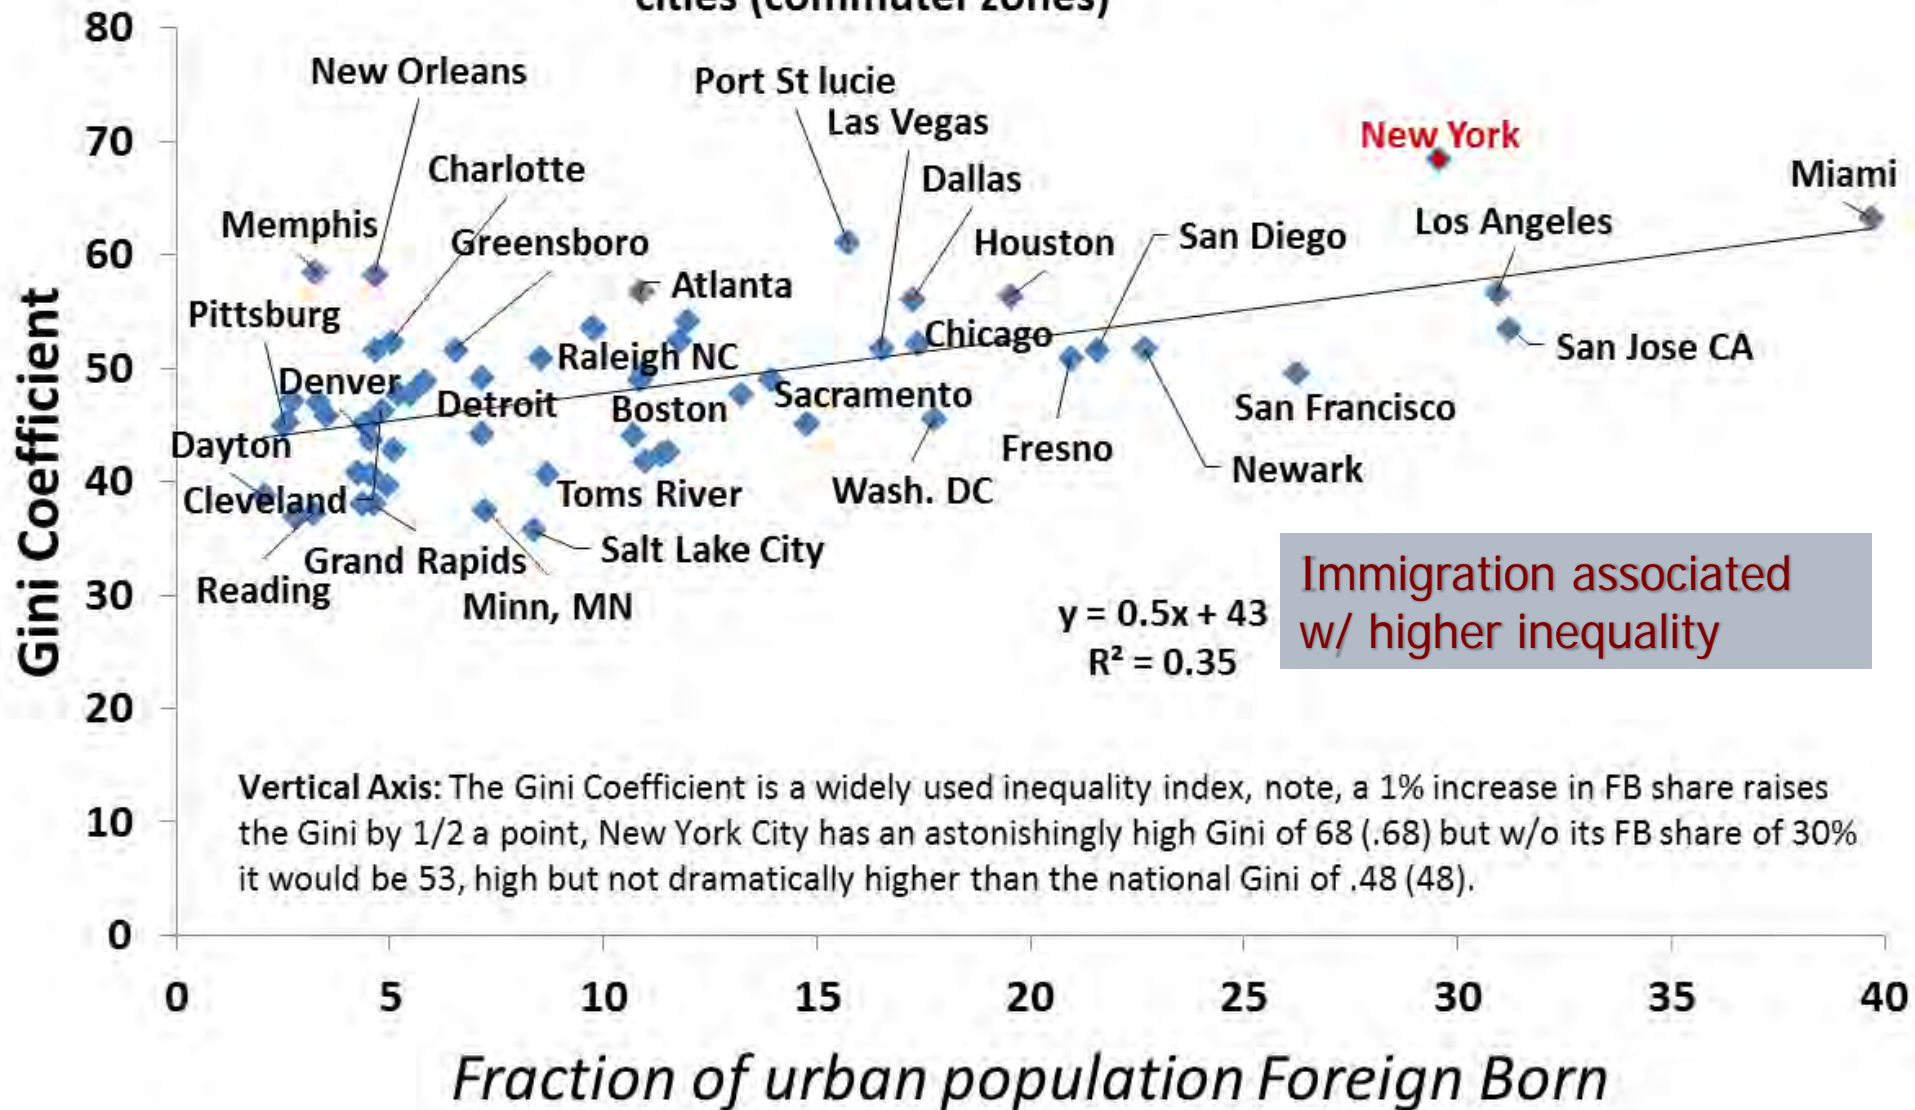 cities (commuter zones)
80
New Orleans
Port St lucie
Las Vegas
70
New York
Charlotte
Dallas
Miami
Memphis
Los Angeles
Greensboro
Houston
San Diego
60
Atlanta
Pittsburg
Chicago
San Jose CA
Raleigh NC
50
Denver
Sacramento
Detroit
Boston
San Francisco
Dayton
Fresno
Newark
40
Wash. DC
Toms River
Cleveland
Salt Lake City
Grand Rapids
Immigration associated
w/ higher inequality
30
Reading
Minn, MN
y = 0.5x + 43
R² = 0.35
20
Vertical Axis: The Gini Coefficient is a widely used inequality index, note, a 1% increase in FB share raises
the Gini by 1/2 a point, New York City has an astonishingly high Gini of 68 (.68) but w/o its FB share of 30%
it would be 53, high but not dramatically higher than the national Gini of .48 (48).
10
0
Gini Coefficient
0 5 10 15 20 25 30 35 40
Fraction of urban population Foreign Born